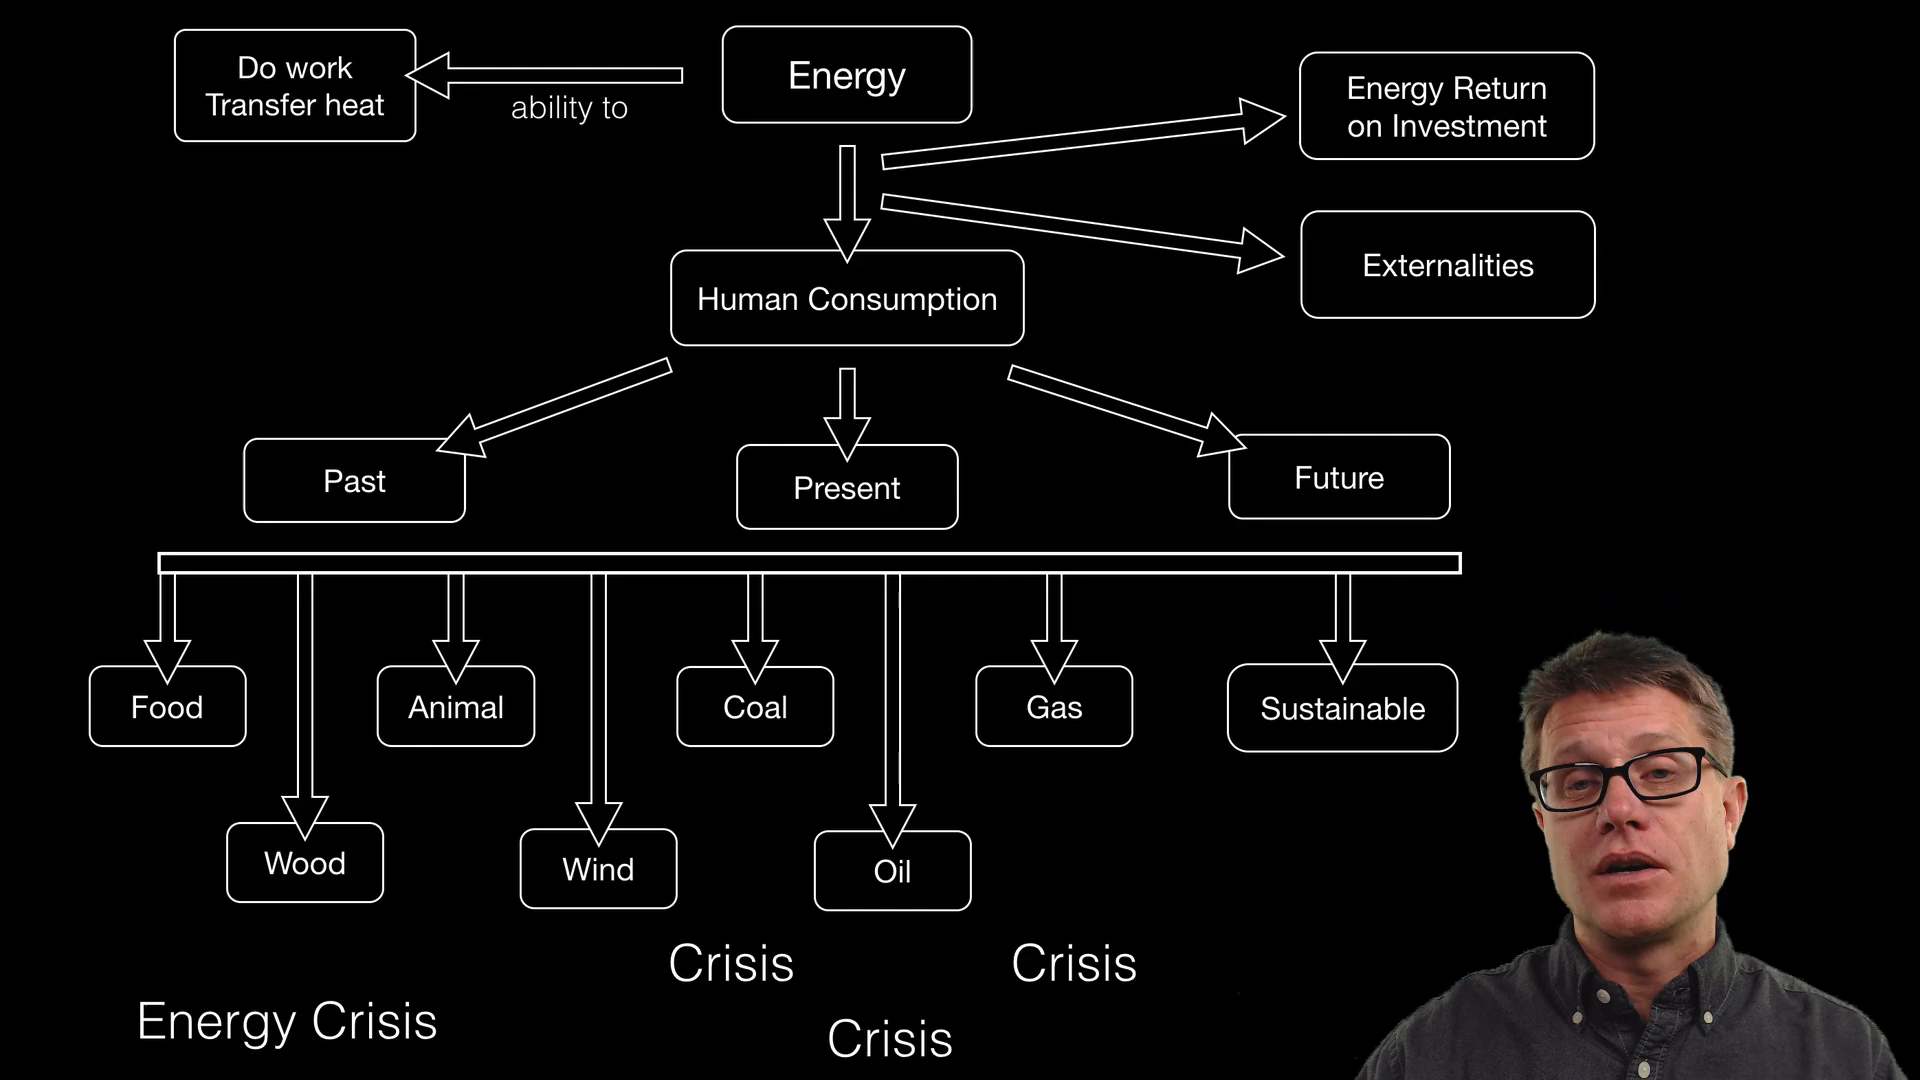 Do work
Transfer heat
ability to
Energy
Energy Return
on Investment
Externalities
Human Consumption
Past
Present
Future
Food
Animal
Coal
Gas
Sustainable
Wood
Wind
Oil
Crisis
Crisis
Energy Crisis
Crisis